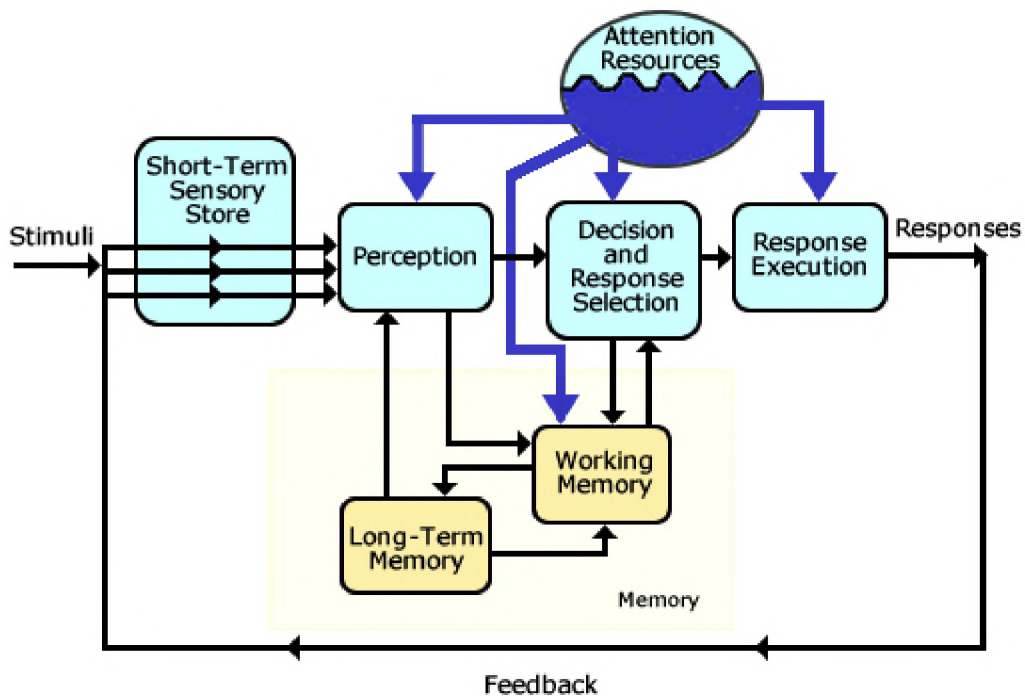 Attention
Resources
Short-Term
Sensory
Store
Stimuli
Perception
Decision
and
Response
Selection
Response
Execution
Responses
Working
Memory
Long-Term
Memory
Memory
Feedback